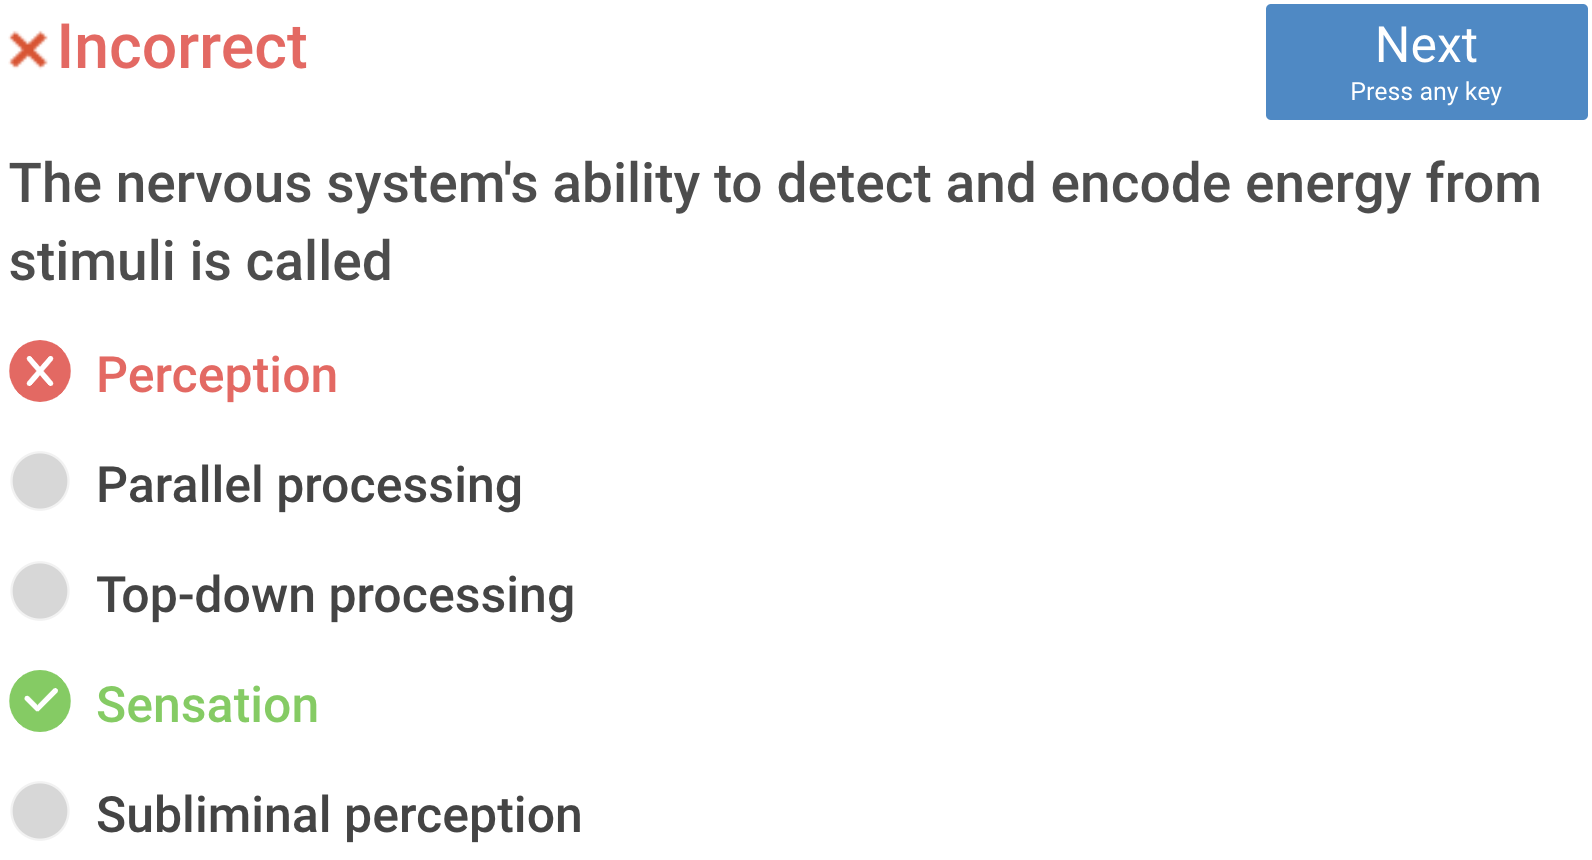 Incorrect
Next
Press any key
The nervous system's ability to detect and encode energy from
stimuli is called
Perception
Parallel processing
Top-down processing
Sensation
Subliminal perception